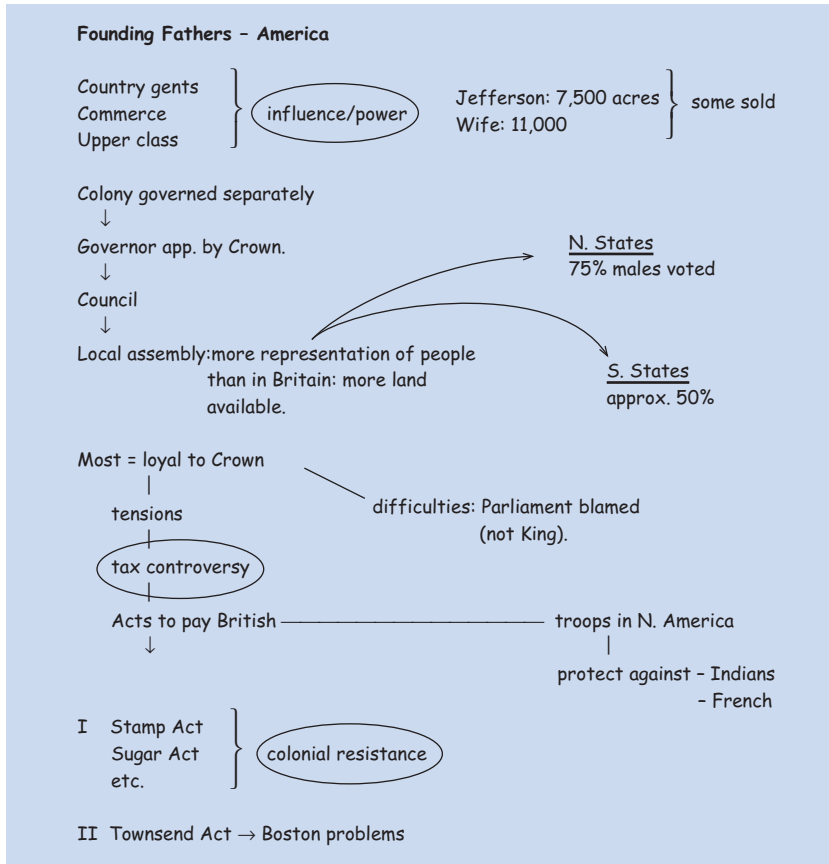 Founding Fathers – America
Country gents
Commerce
Upper class
influence/power
Jefferson: 7,500 acres
Wife: 11,000
some sold
Colony governed separately
↓
Governor app. by Crown.
↓
Council
↓
Local assembly:more representation of people
than in Britain: more land
available.
N. States
75% males voted
S. States
approx. 50%
Most = loyal to Crown
tensions
tax controversy
difficulties: Parliament blamed
(not King).
Acts to pay British
troops in N. America
↓
protect against – Indians
– French
I Stamp Act
Sugar Act
etc.
colonial resistance
II Townsend Act → Boston problems